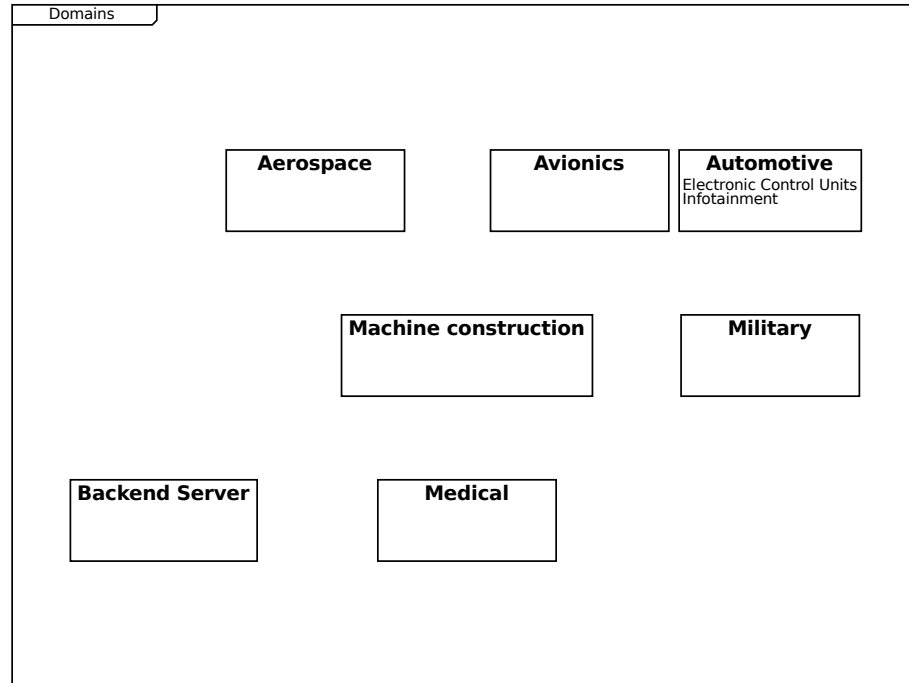 Domains
Aerospace
Avionics
Automotive
Electronic Control Units
Infotainment
Machine construction
Military
Backend Server
Medical